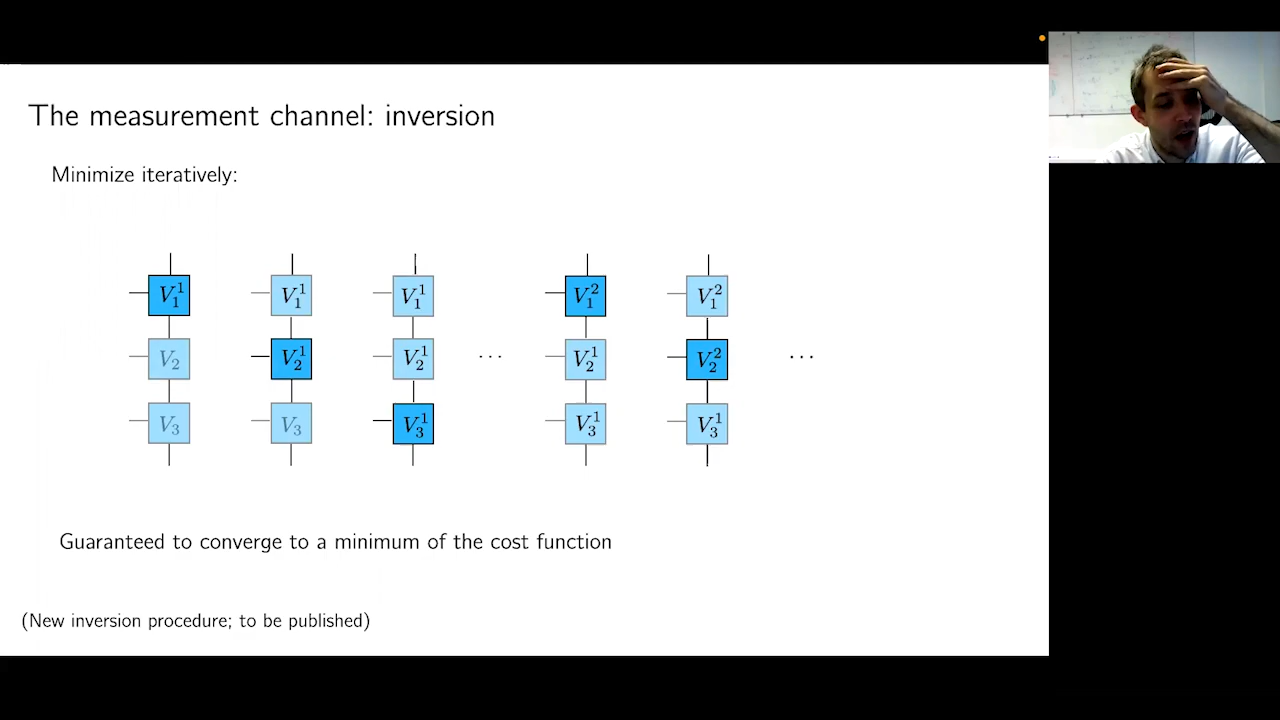 The measurement channel: inversion
Minimize iteratively:
V₁¹ V₁¹ V₁¹ V₁² V₁²
V₂ V₂¹ V₂¹ ... V₂¹ V₂² ...
V₃ V₃ V₃¹ V₃¹ V₃¹
Guaranteed to converge to a minimum of the cost function
(New inversion procedure; to be published)